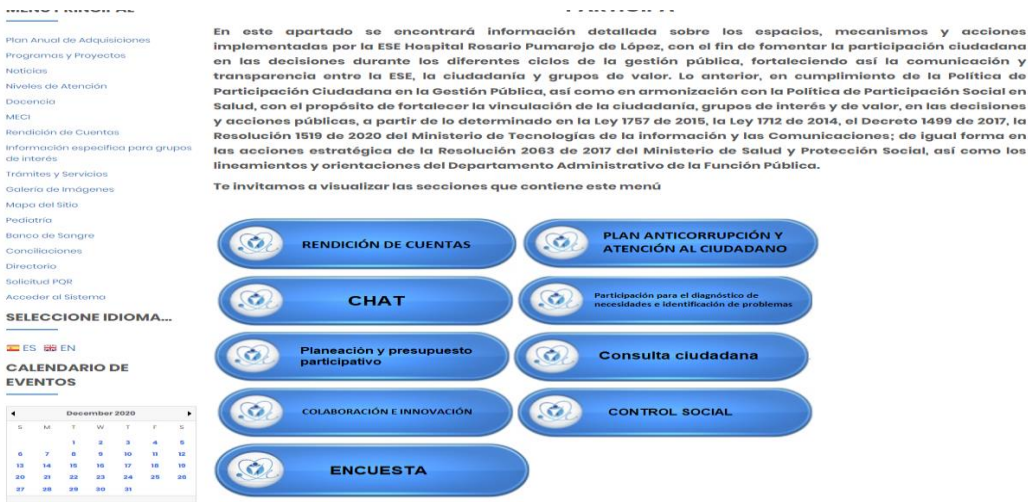 Plan Anual de Adquisiciones
Programas y Proyectos
Noticias
Niveles de Atención
Docencia
MECI
Rendición de Cuentas
Información especifica para grupos
de interés
Trámites y Servicios
Galería de Imágenes
Mapa del Sitio
Pediatría
Banco de Sangre
Conciliaciones
Directorio
Solicitud PQR
Acceder al Sistema
SELECCIONE IDIOMA...
ES EN
CALENDARIO DE
EVENTOS
December 2020
S M T W T F S
1 2 3 4 5
6 7 8 9 10 11 12
13 14 15 16 17 18 19
20 21 22 23 24 25 26
27 28 29 30 31
En este apartado se encontrará información detallada sobre los espacios, mecanismos y acciones
implementadas por la ESE Hospital Rosario Pumarejo de López, con el fin de fomentar la participación ciudadana
en las decisiones durante los diferentes ciclos de la gestión pública, fortaleciendo así la comunicación y
transparencia entre la ESE, la ciudadanía y grupos de valor. Lo anterior, en cumplimiento de la Política de
Participación Ciudadana en la Gestión Pública, así como en armonización con la Política de Participación Social en
Salud, con el propósito de fortalecer la vinculación de la ciudadanía, grupos de interés y de valor, en las decisiones
y acciones públicas, a partir de lo determinado en la Ley 1757 de 2015, la Ley 1712 de 2014, el Decreto 1499 de 2017, la
Resolución 1519 de 2020 del Ministerio de Tecnologías de la información y las Comunicaciones; de igual forma en
las acciones estratégica de la Resolución 2063 de 2017 del Ministerio de Salud y Protección Social, así como los
lineamientos y orientaciones del Departamento Administrativo de la Función Pública.
Te invitamos a visualizar las secciones que contiene este menú
RENDICIÓN DE CUENTAS
PLAN ANTICORRUPCIÓN Y
ATENCIÓN AL CIUDADANO
CHAT
Participación para el diagnóstico de
necesidades e identificación de problemas
Planeación y presupuesto
participativo
Consulta ciudadana
COLABORACIÓN E INNOVACIÓN
CONTROL SOCIAL
ENCUESTA